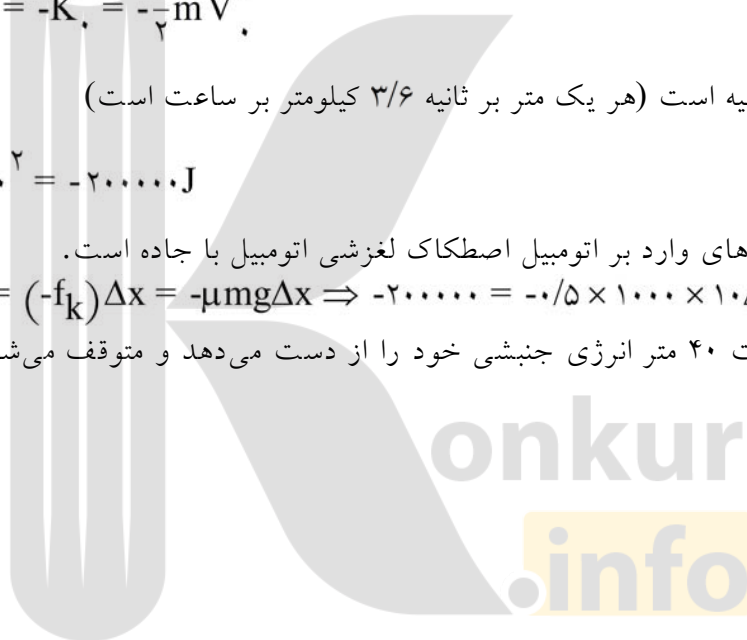 = -K. = -½ m V.
یه است (هر یک متر بر ثانیه ۳/۶ کیلومتر بر ساعت است)
۲ = -۲۰۰۰۰۰J
های وارد بر اتومبیل اصطکاک لغزشی اتومبیل با جاده است.
= (-fk)Δx = -μmgΔx ⇒ -۲۰۰۰۰۰ = -۰/۵ × ۱۰۰۰ × ۱۰
ت ۴۰ متر انرژی جنبشی خود را از دست می‌دهد و متوقف می‌ش
onkur
.info